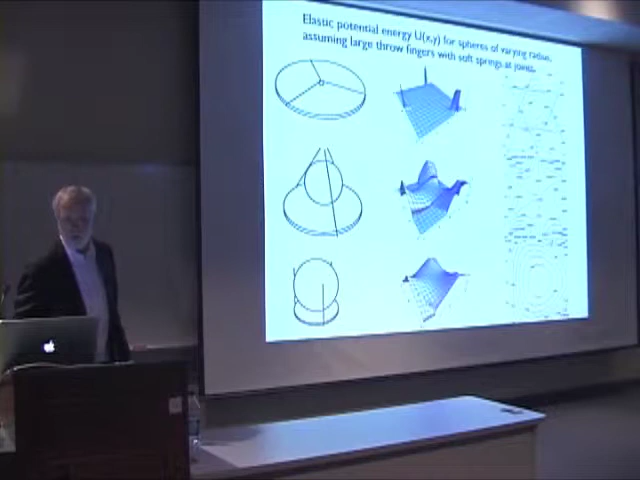 Elastic potential energy U(x,y) for spheres of varying radius,
assuming large throw fingers with soft springs at joints.